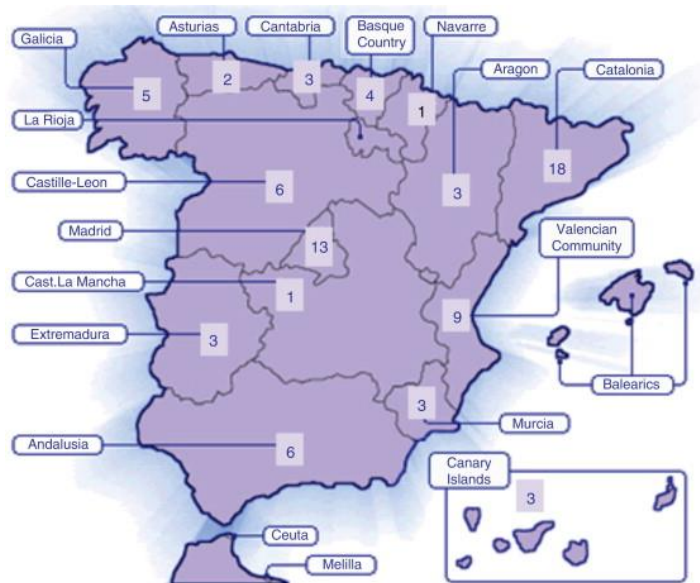 Asturias
Cantabria
Basque
Country
Navarre
Galicia
Aragon
Catalonia
2
3
4
1
5
La Rioja
18
Castille-Leon
6
3
Madrid
13
Valencian
Community
Cast.La Mancha
1
9
Extremadura
3
Balearics
3
Murcia
Andalusia
6
Canary
Islands
3
Ceuta
Melilla